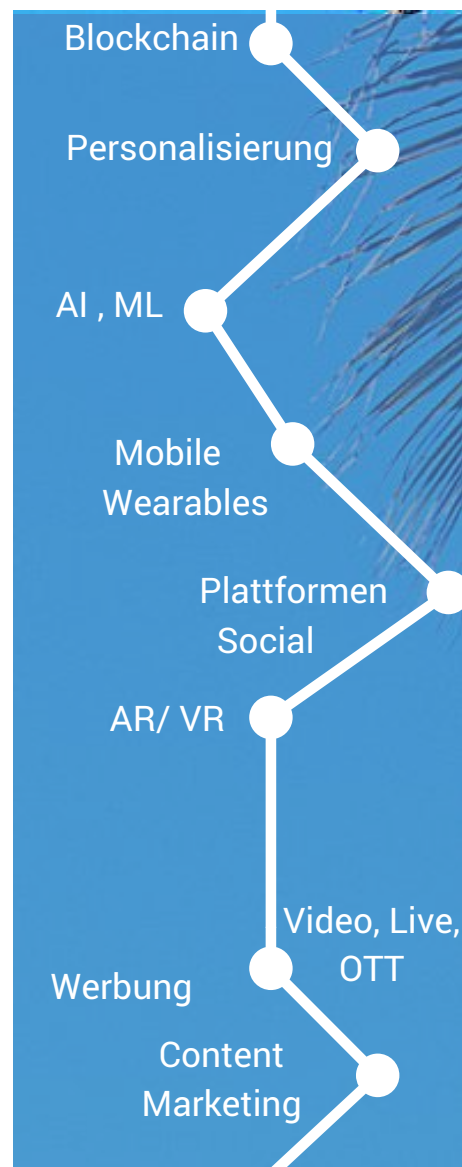 Blockchain
Personalisierung
AI , ML
Mobile
Wearables
Plattformen
Social
AR/ VR
Video, Live,
OTT
Werbung
Content
Marketing